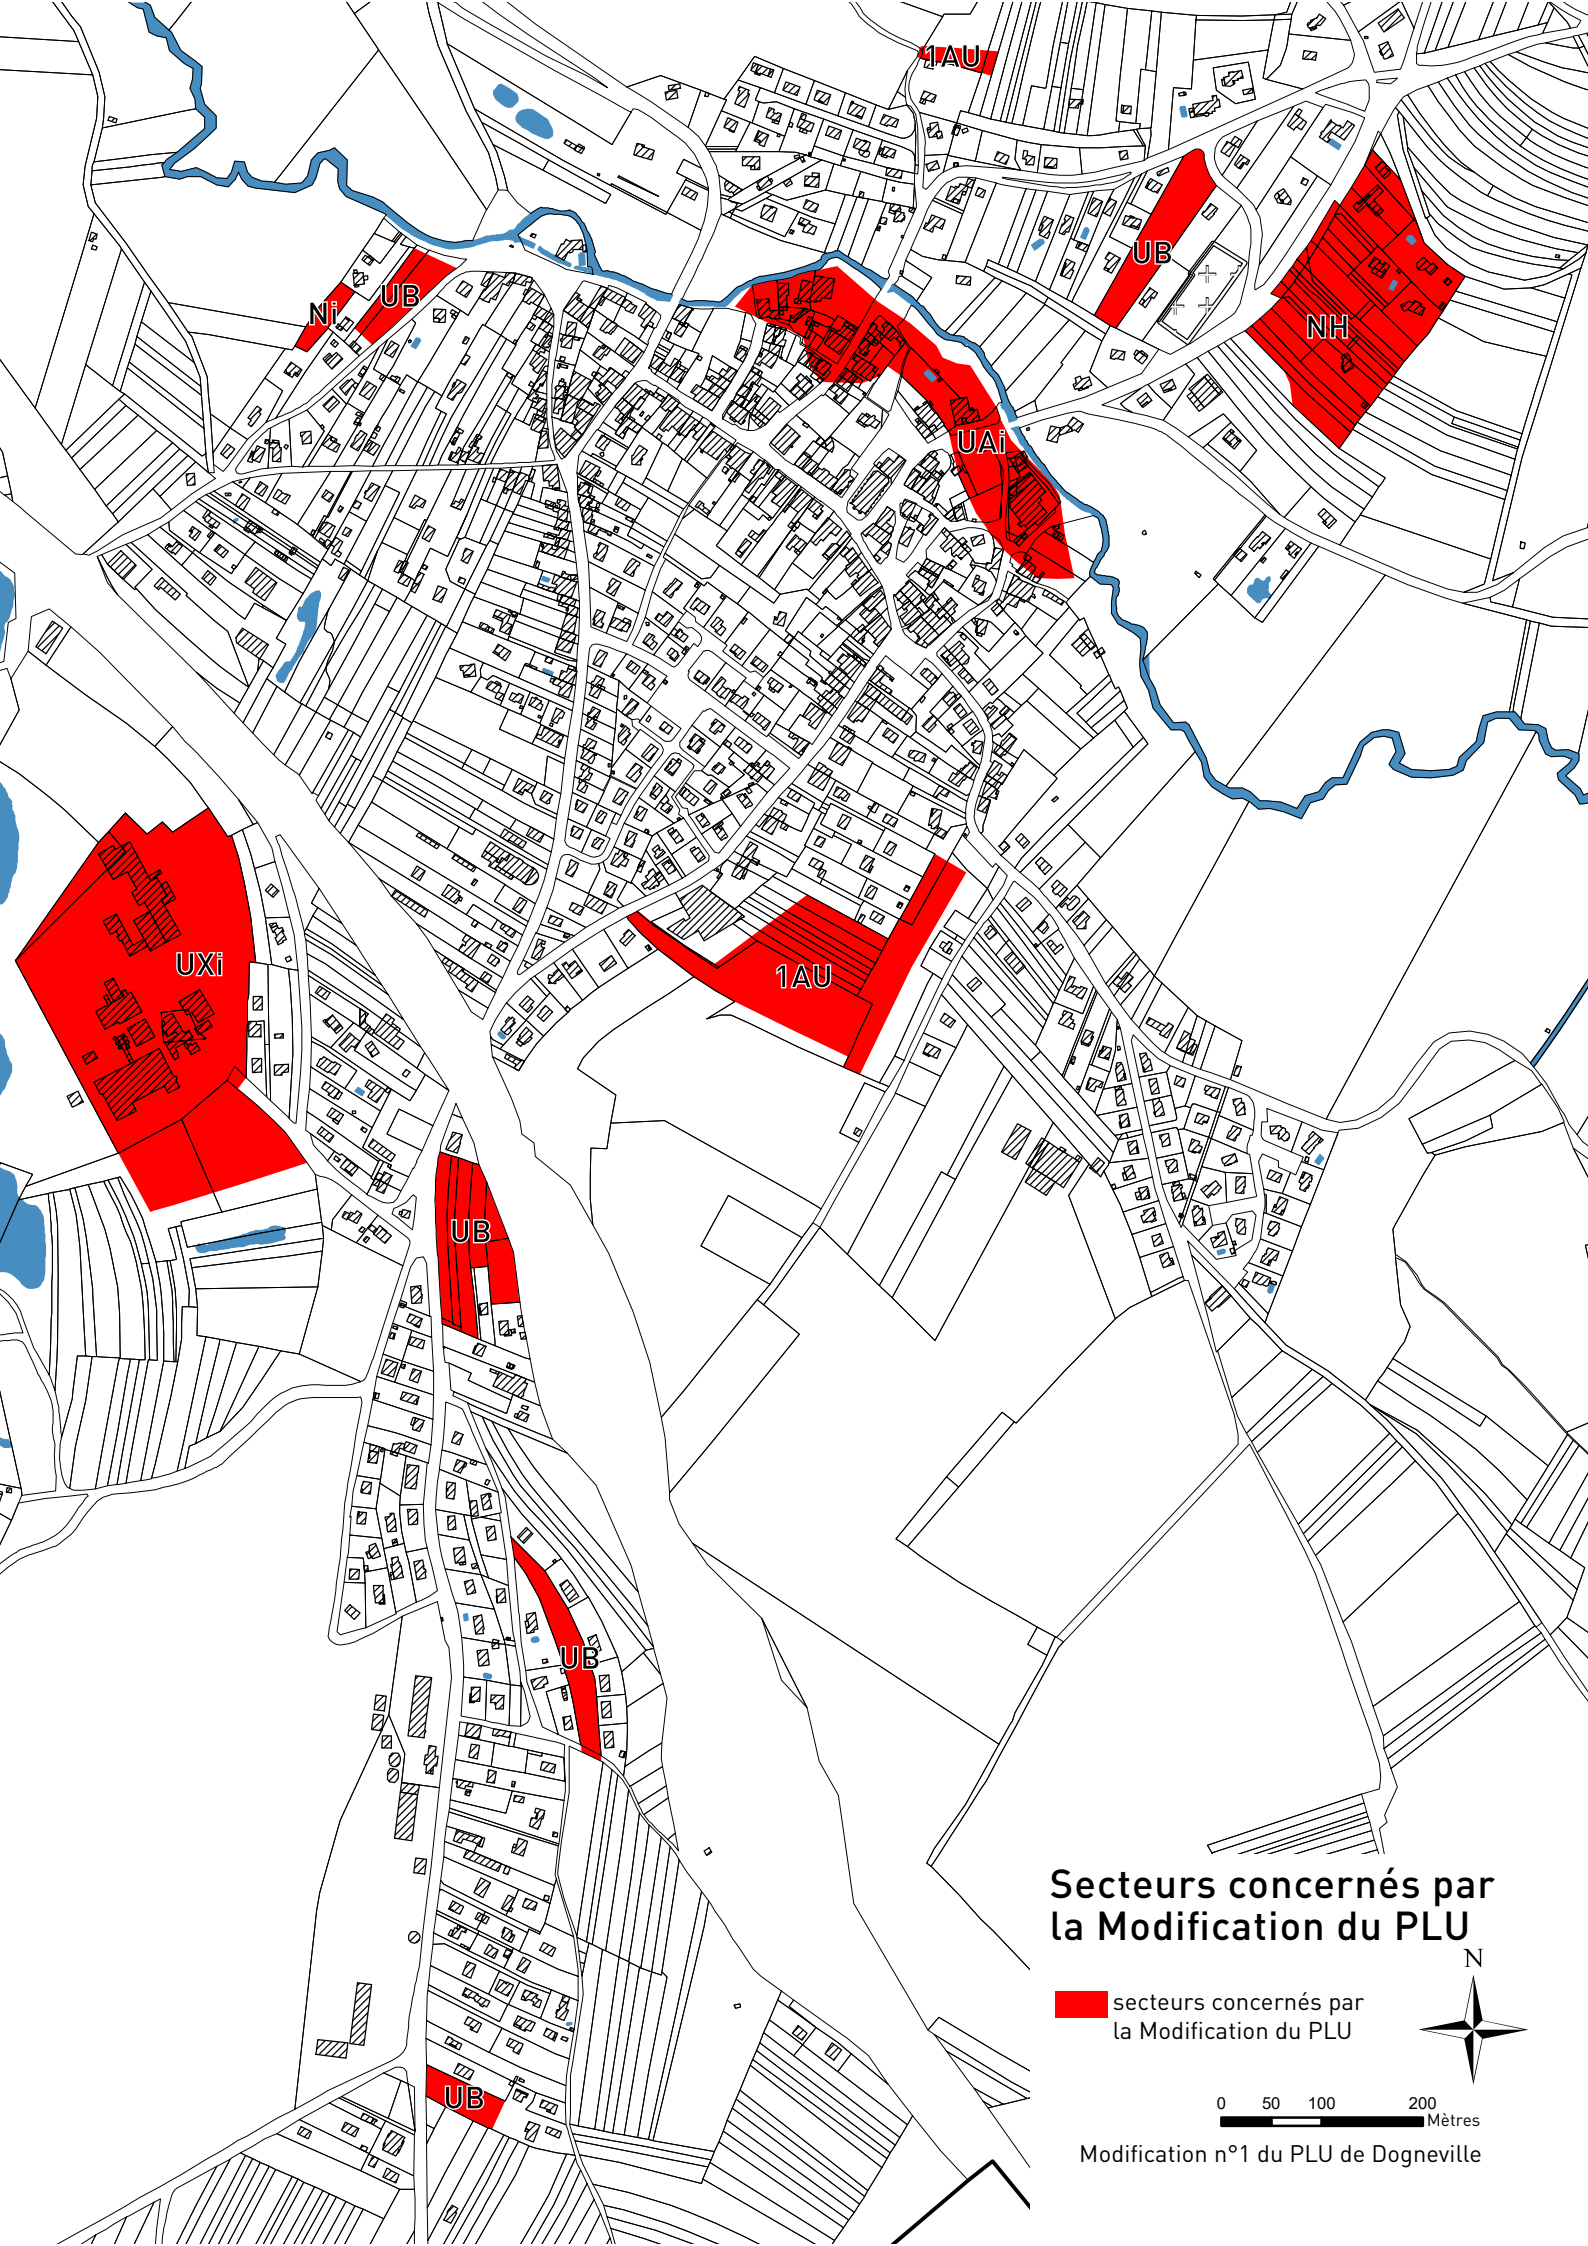 1AU
UB
Ni
UB
NH
UAi
UXi
1AU
UB
UB
UB
Secteurs concernés par
la Modification du PLU
N
secteurs concernés par
la Modification du PLU
0 50 100 200
Mètres
Modification n°1 du PLU de Dogneville